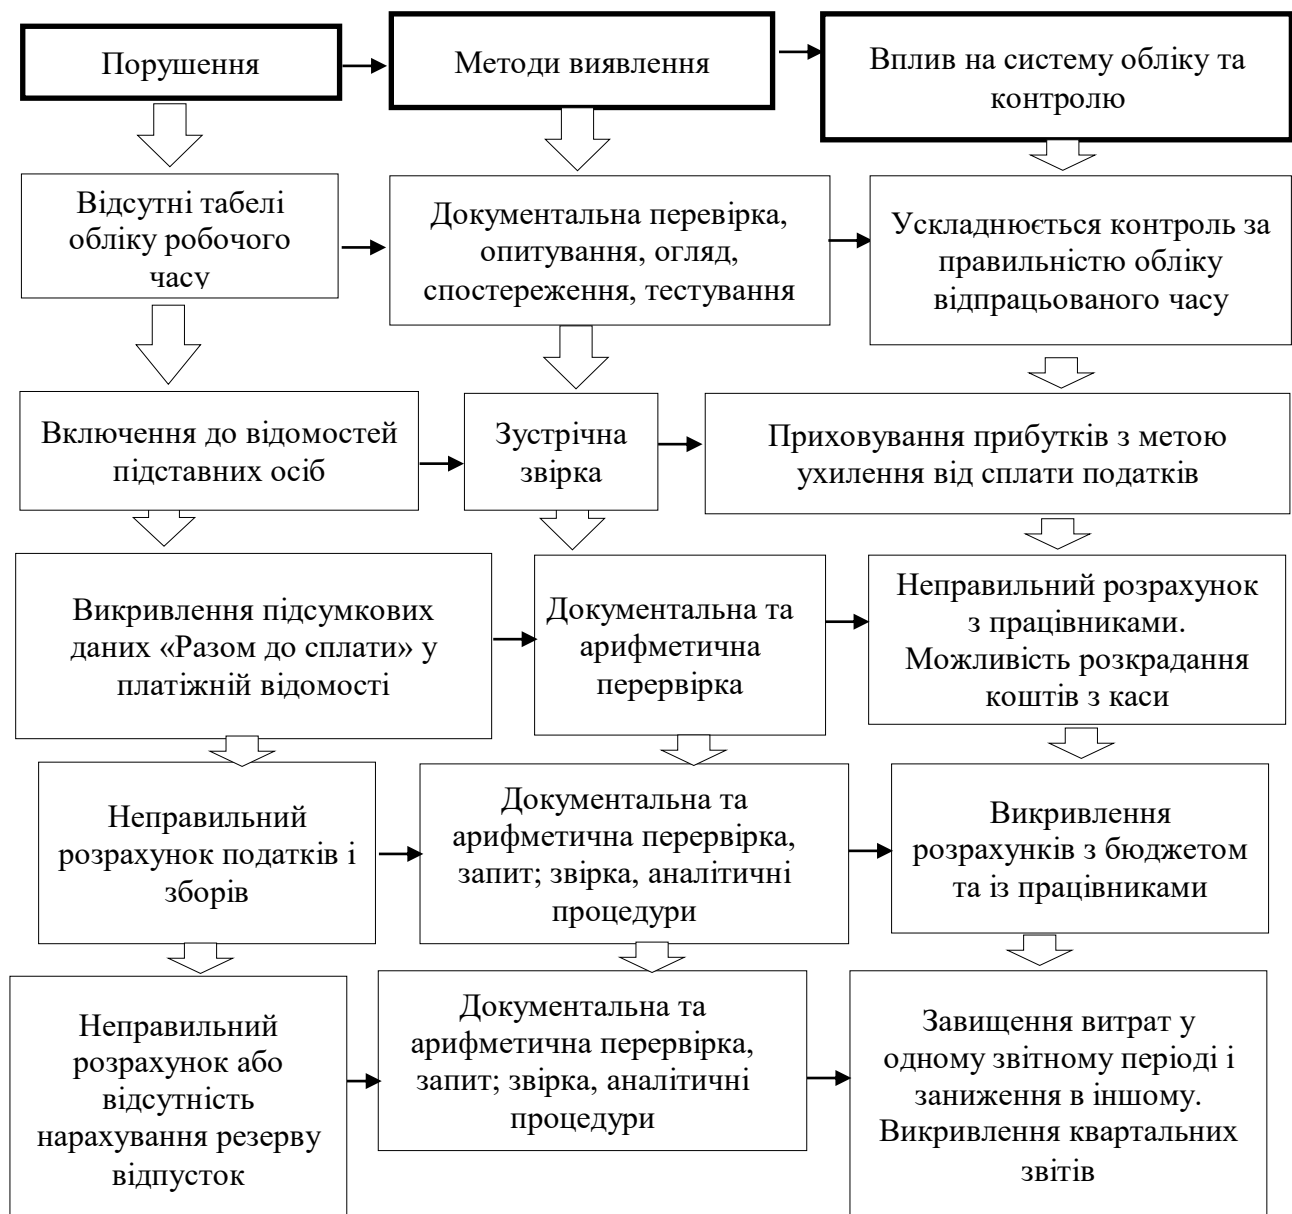 Порушення
Методи виявлення
Вплив на систему обліку та
контролю
Відсутні табелі
обліку робочого
часу
Документальна перевірка,
опитування, огляд,
спостереження, тестування
Ускладнюється контроль за
правильністю обліку
відпрацьованого часу
Включення до відомостей
підставних осіб
Зустрічна
звірка
Приховування прибутків з метою
ухилення від сплати податків
Викривлення підсумкових
даних «Разом до сплати» у
платіжній відомості
Документальна та
арифметична
перервірка
Неправильний розрахунок
з працівниками.
Можливість розкрадання
коштів з каси
Неправильний
розрахунок податків і
зборів
Документальна та
арифметична перервірка,
запит; звірка, аналітичні
процедури
Викривлення
розрахунків з бюджетом
та із працівниками
Неправильний
розрахунок або
відсутність
нарахування резерву
відпусток
Документальна та
арифметична перервірка,
запит; звірка, аналітичні
процедури
Завищення витрат у
одному звітному періоді і
заниження в іншому.
Викривлення квартальних
звітів